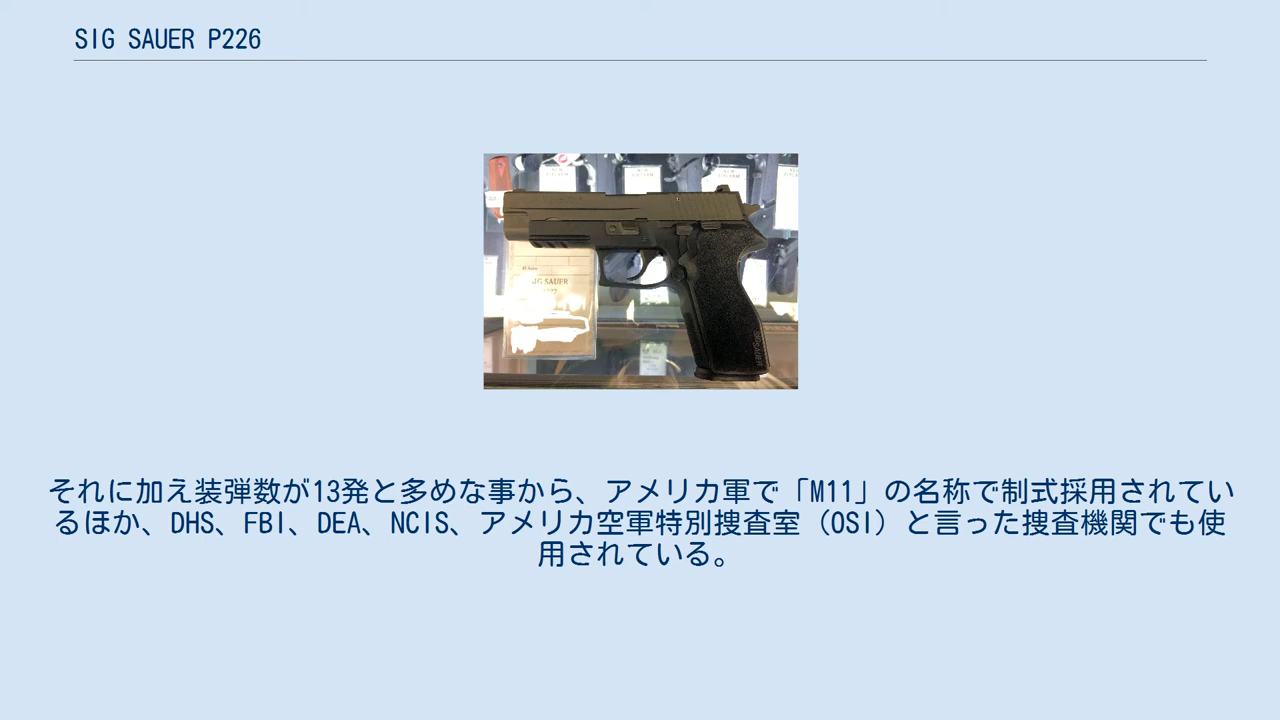 SIG SAUER P226
SIG SAUER
それに加え装弾数が13発と多めな事から、アメリカ軍で「M11」の名称で制式採用されてい
るほか、DHS、FBI、DEA、NCIS、アメリカ空軍特別捜査室（OSI）と言った捜査機関でも使
用されている。